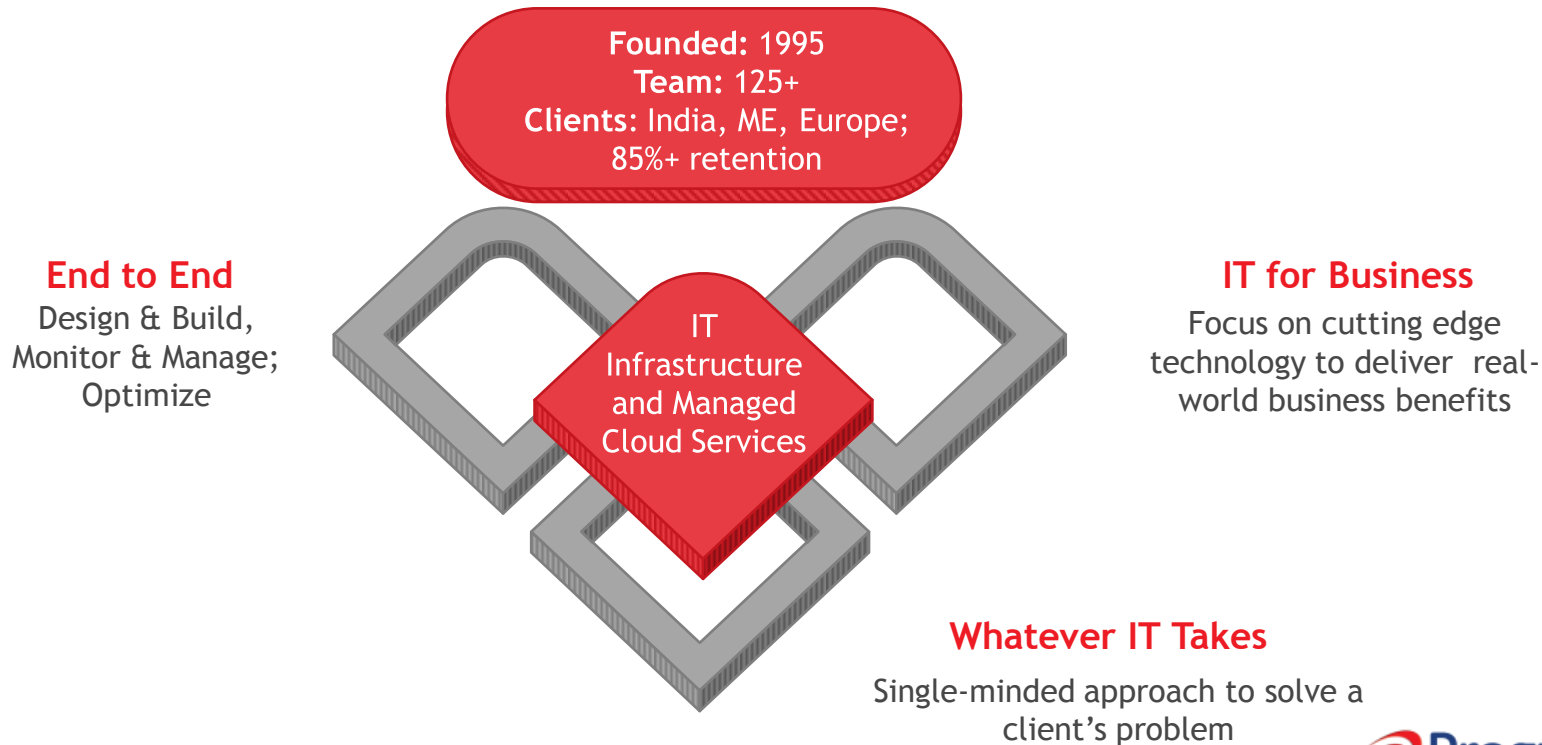 Founded: 1995
Team: 125+
Clients: India, ME, Europe;
85%+ retention
End to End
Design & Build,
Monitor & Manage;
Optimize
IT
Infrastructure
and Managed
Cloud Services
IT for Business
Focus on cutting edge
technology to deliver real-
world business benefits
Whatever IT Takes
Single-minded approach to solve a
client's problem